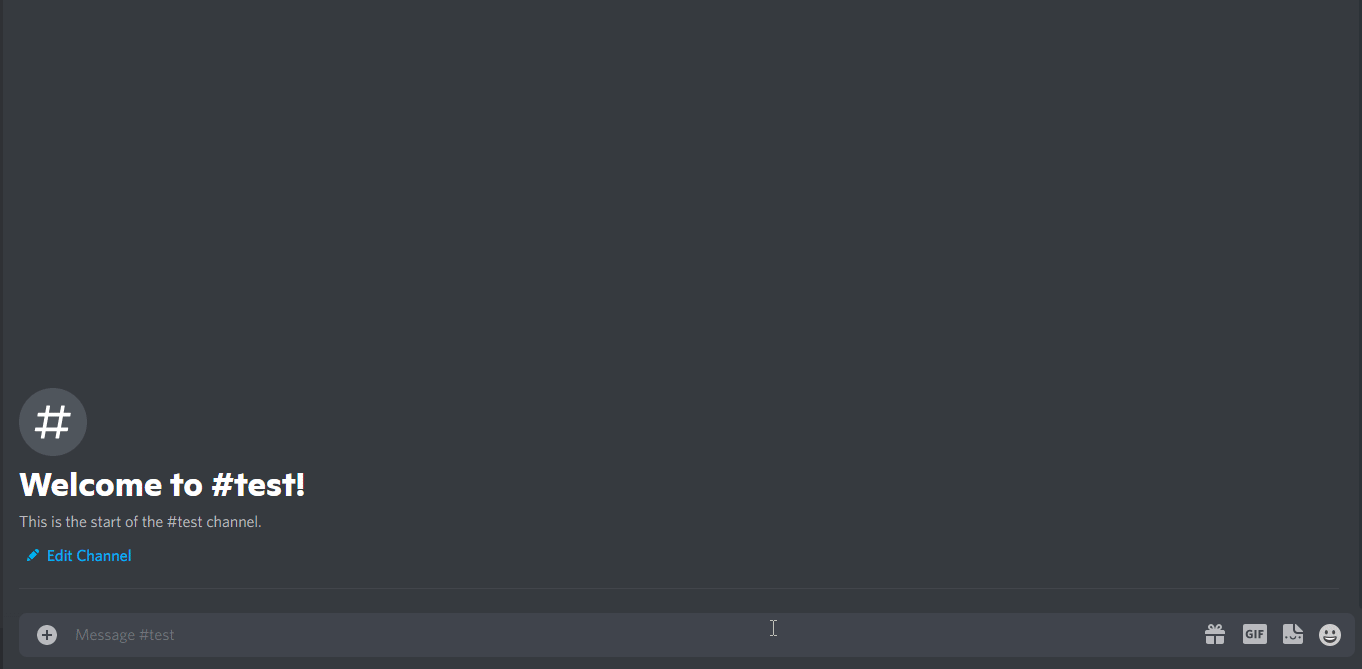 #
Welcome to #test!
This is the start of the #test channel.
Edit Channel
Message #test
GIF